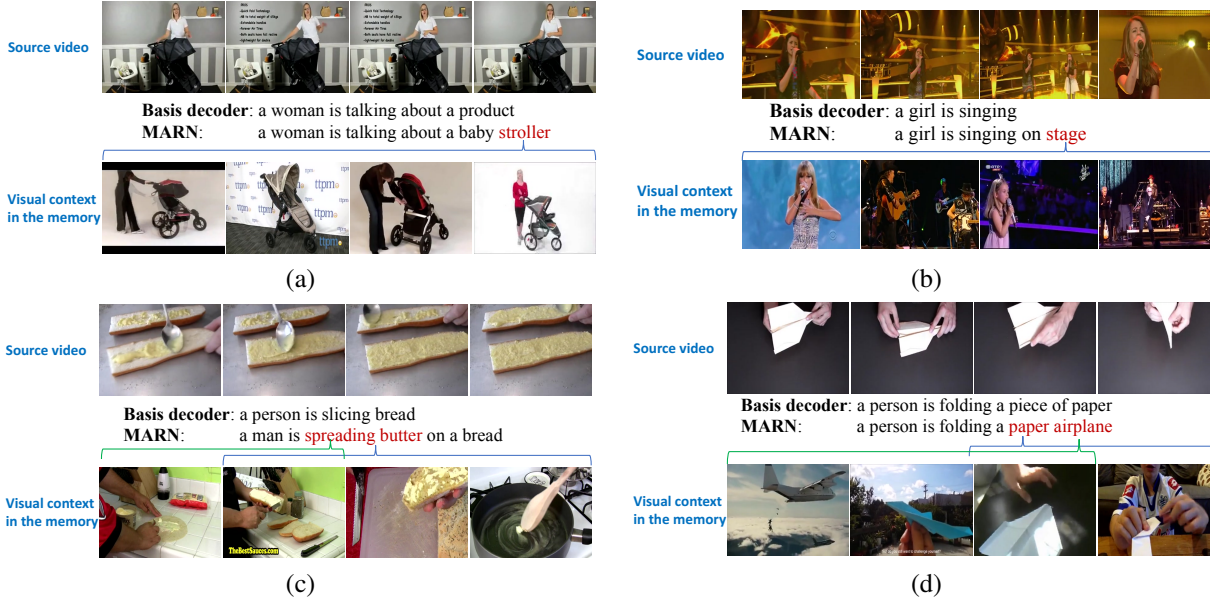 Source video
Basis decoder: a woman is talking about a product
MARN: a woman is talking about a baby stroller
Visual context
in the memory
ttpm
ttpm
ttpm
ttpm
(a)
Source video
Basis decoder: a girl is singing
MARN: a girl is singing on stage
Visual context
in the memory
(b)
Source video
Basis decoder: a person is slicing bread
MARN: a man is spreading butter on a bread
Visual context
in the memory
TheBestSauces.com
(c)
Source video
Basis decoder: a person is folding a piece of paper
MARN: a person is folding a paper airplane
Visual context
in the memory
(d)